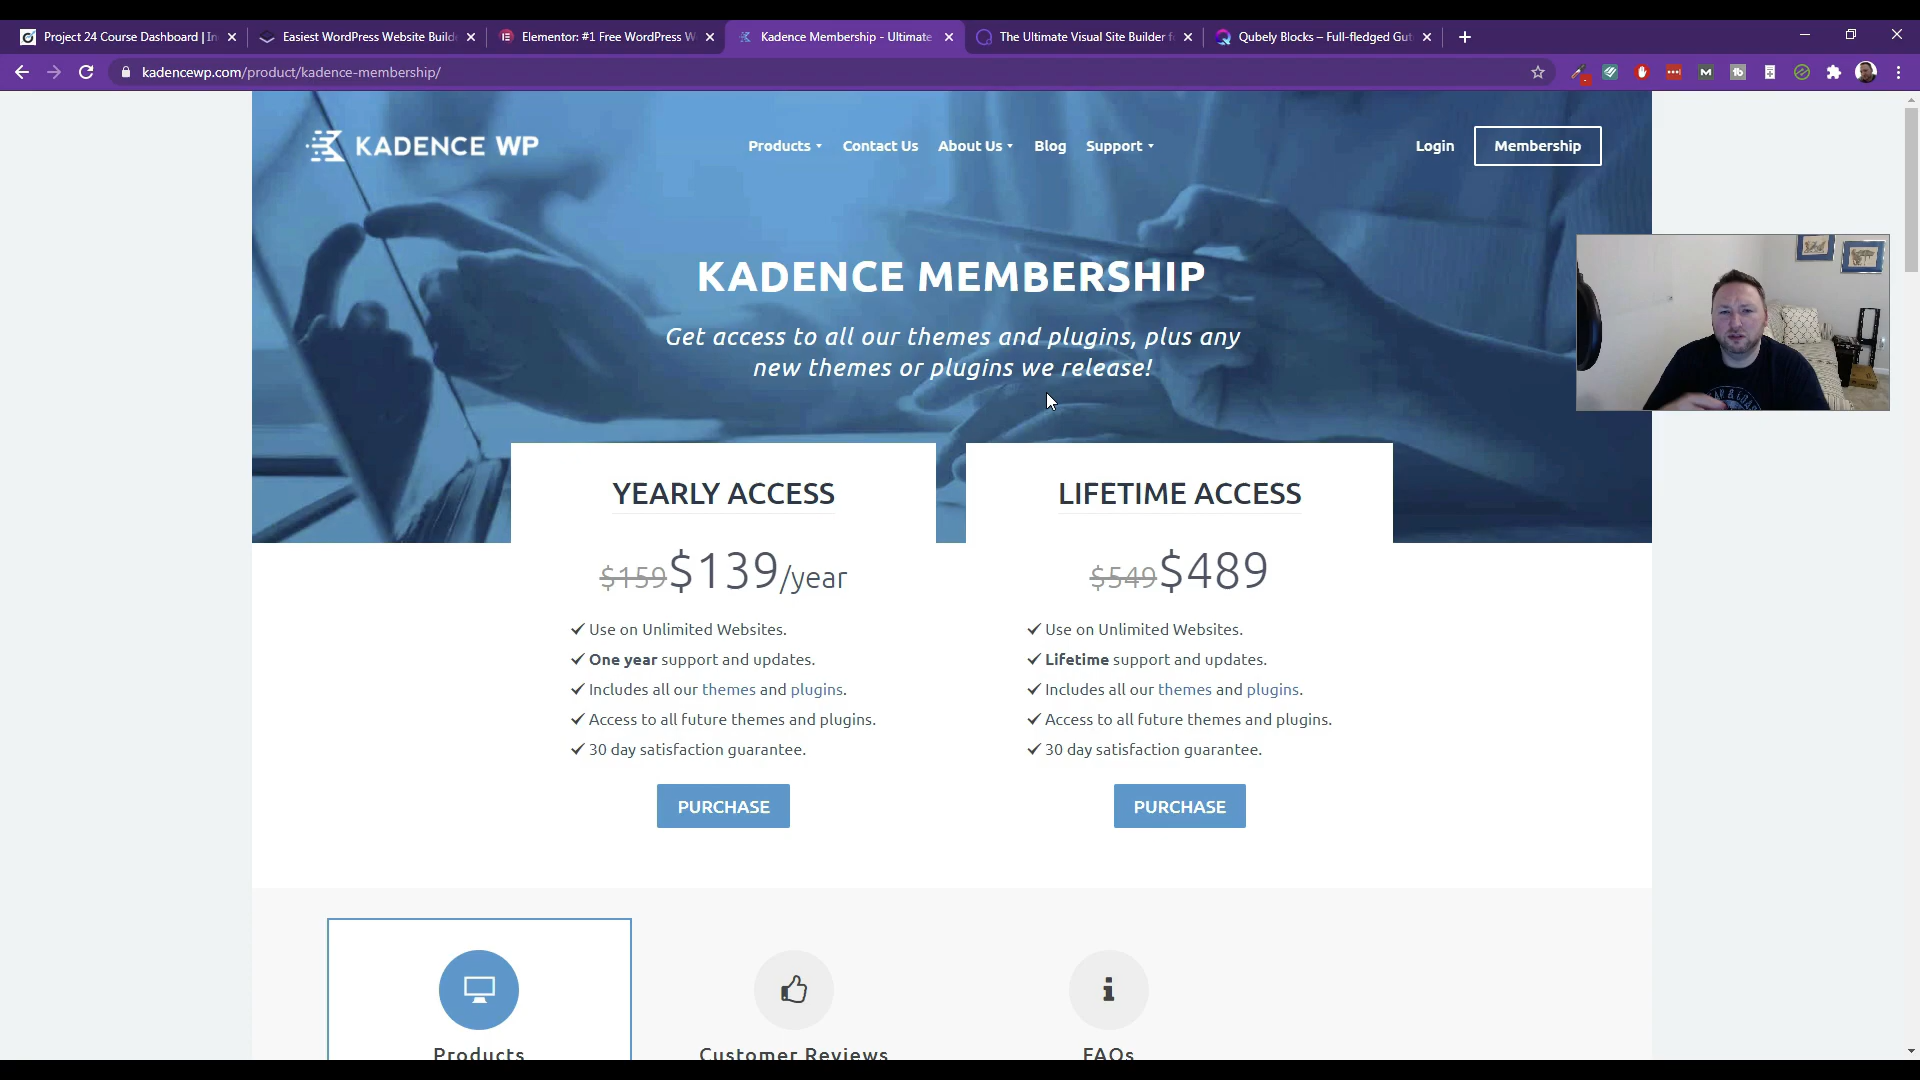 Project 24 Course Dashboard | In
Easiest WordPress Website Builde
Elementor: #1 Free WordPress W
Kadence Membership - Ultimate
The Ultimate Visual Site Builder f
Qubely Blocks – Full-fledged Gut
kadencewp.com/product/kadence-membership/
KADENCE WP
Products
Contact Us
About Us
Blog
Support
Login
Membership
KADENCE MEMBERSHIP
Get access to all our themes and plugins, plus any
new themes or plugins we release!
YEARLY ACCESS
$159 $139/year
✓ Use on Unlimited Websites.
✓ One year support and updates.
✓ Includes all our themes and plugins.
✓ Access to all future themes and plugins.
✓ 30 day satisfaction guarantee.
PURCHASE
LIFETIME ACCESS
$549 $489
✓ Use on Unlimited Websites.
✓ Lifetime support and updates.
✓ Includes all our themes and plugins.
✓ Access to all future themes and plugins.
✓ 30 day satisfaction guarantee.
PURCHASE
Products
Customer Reviews
FAQs